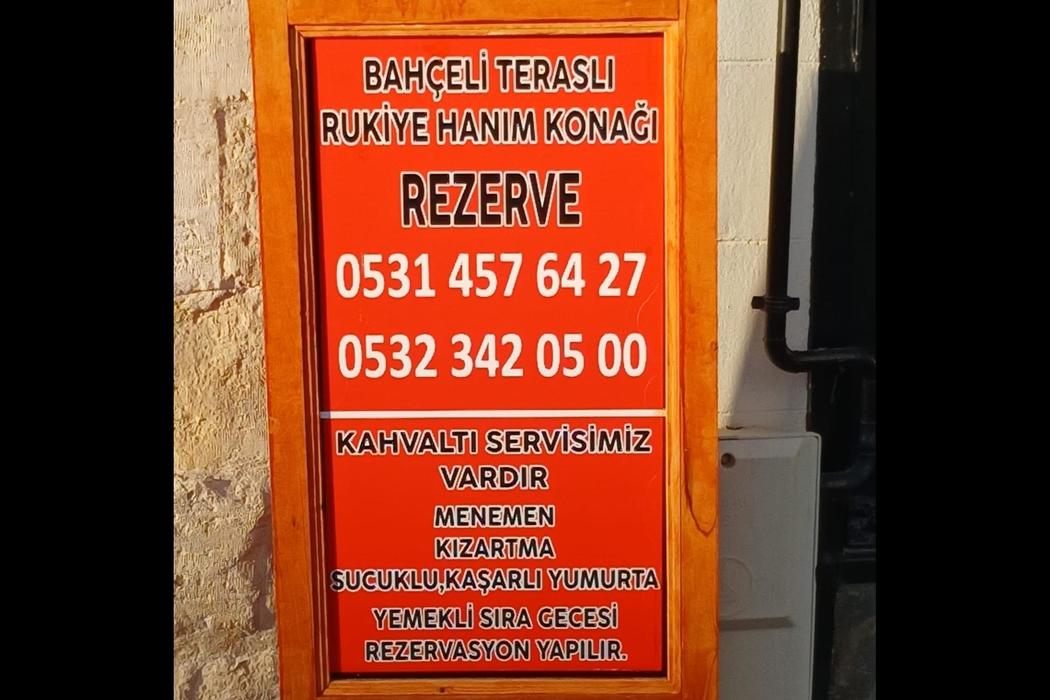 BAHÇELİ TERASLI
RUKİYE HANIM KONAĞI
REZERVE
0531 457 64 27
0532 342 05 00
KAHVALTI SERVİSİMİZ
VARDIR
MENEMEN
KIZARTMA
SUCUKLU,KAŞARLI YUMURTA
YEMEKLİ SIRA GECESİ
REZERVASYON YAPILIR.